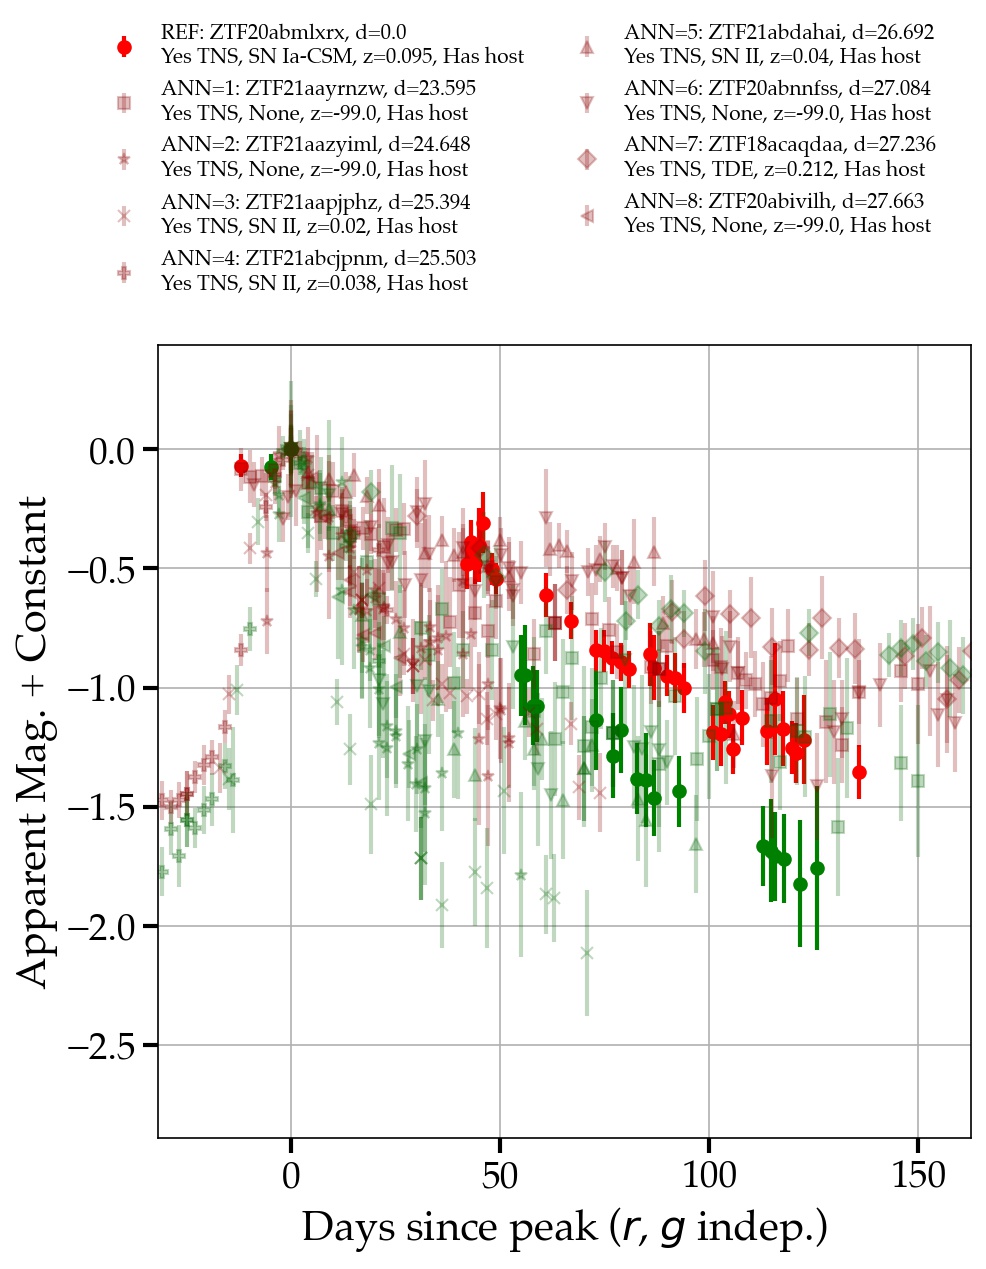 REF: ZTF20abmlxrx, d=0.0
Yes TNS, SN Ia-CSM, z=0.095, Has host
ANN=1: ZTF21aayrnzw, d=23.595
Yes TNS, None, z=-99.0, Has host
ANN=2: ZTF21aazyiml, d=24.648
Yes TNS, None, z=-99.0, Has host
ANN=3: ZTF21aapjphz, d=25.394
Yes TNS, SN II, z=0.02, Has host
ANN=4: ZTF21abcjpnm, d=25.503
Yes TNS, SN II, z=0.038, Has host
ANN=5: ZTF21abdahai, d=26.692
Yes TNS, SN II, z=0.04, Has host
ANN=6: ZTF20abnnfss, d=27.084
Yes TNS, None, z=-99.0, Has host
ANN=7: ZTF18acaqdaa, d=27.236
Yes TNS, TDE, z=0.212, Has host
ANN=8: ZTF20abivilh, d=27.663
Yes TNS, None, z=-99.0, Has host
Apparent Mag. + Constant
0.0
−0.5
−1.0
−1.5
−2.0
−2.5
0
50
100
150
Days since peak (r, g indep.)